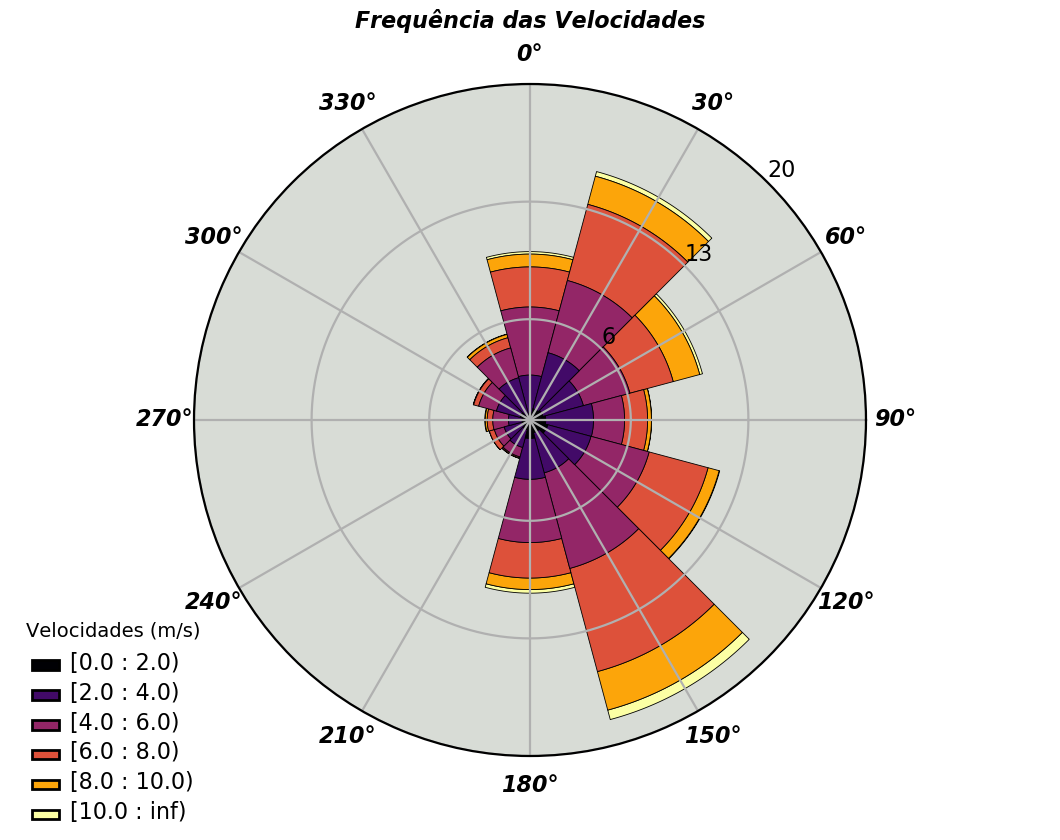 Frequência das Velocidades
0°
330°
30°
20
300°
60°
13
6
270°
90°
240°
120°
210°
150°
180°
Velocidades (m/s)
[0.0 : 2.0)
[2.0 : 4.0)
[4.0 : 6.0)
[6.0 : 8.0)
[8.0 : 10.0)
[10.0 : inf)